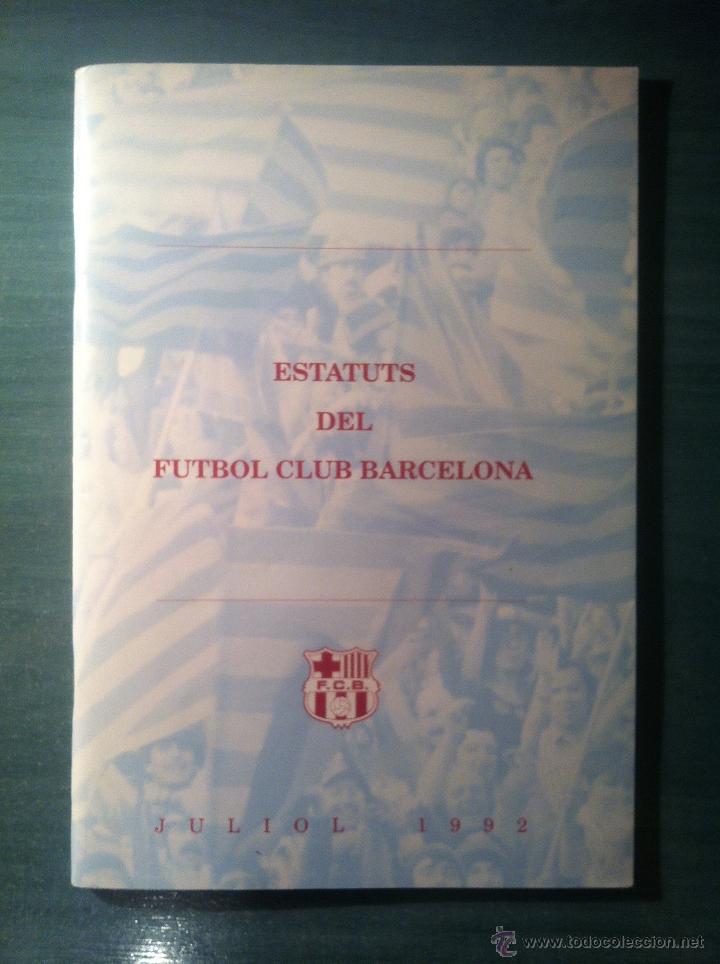 ESTATUTS
DEL
FUTBOL CLUB BARCELONA
F.C.B.
JULIOL 1992
© www.todocoleccion.net